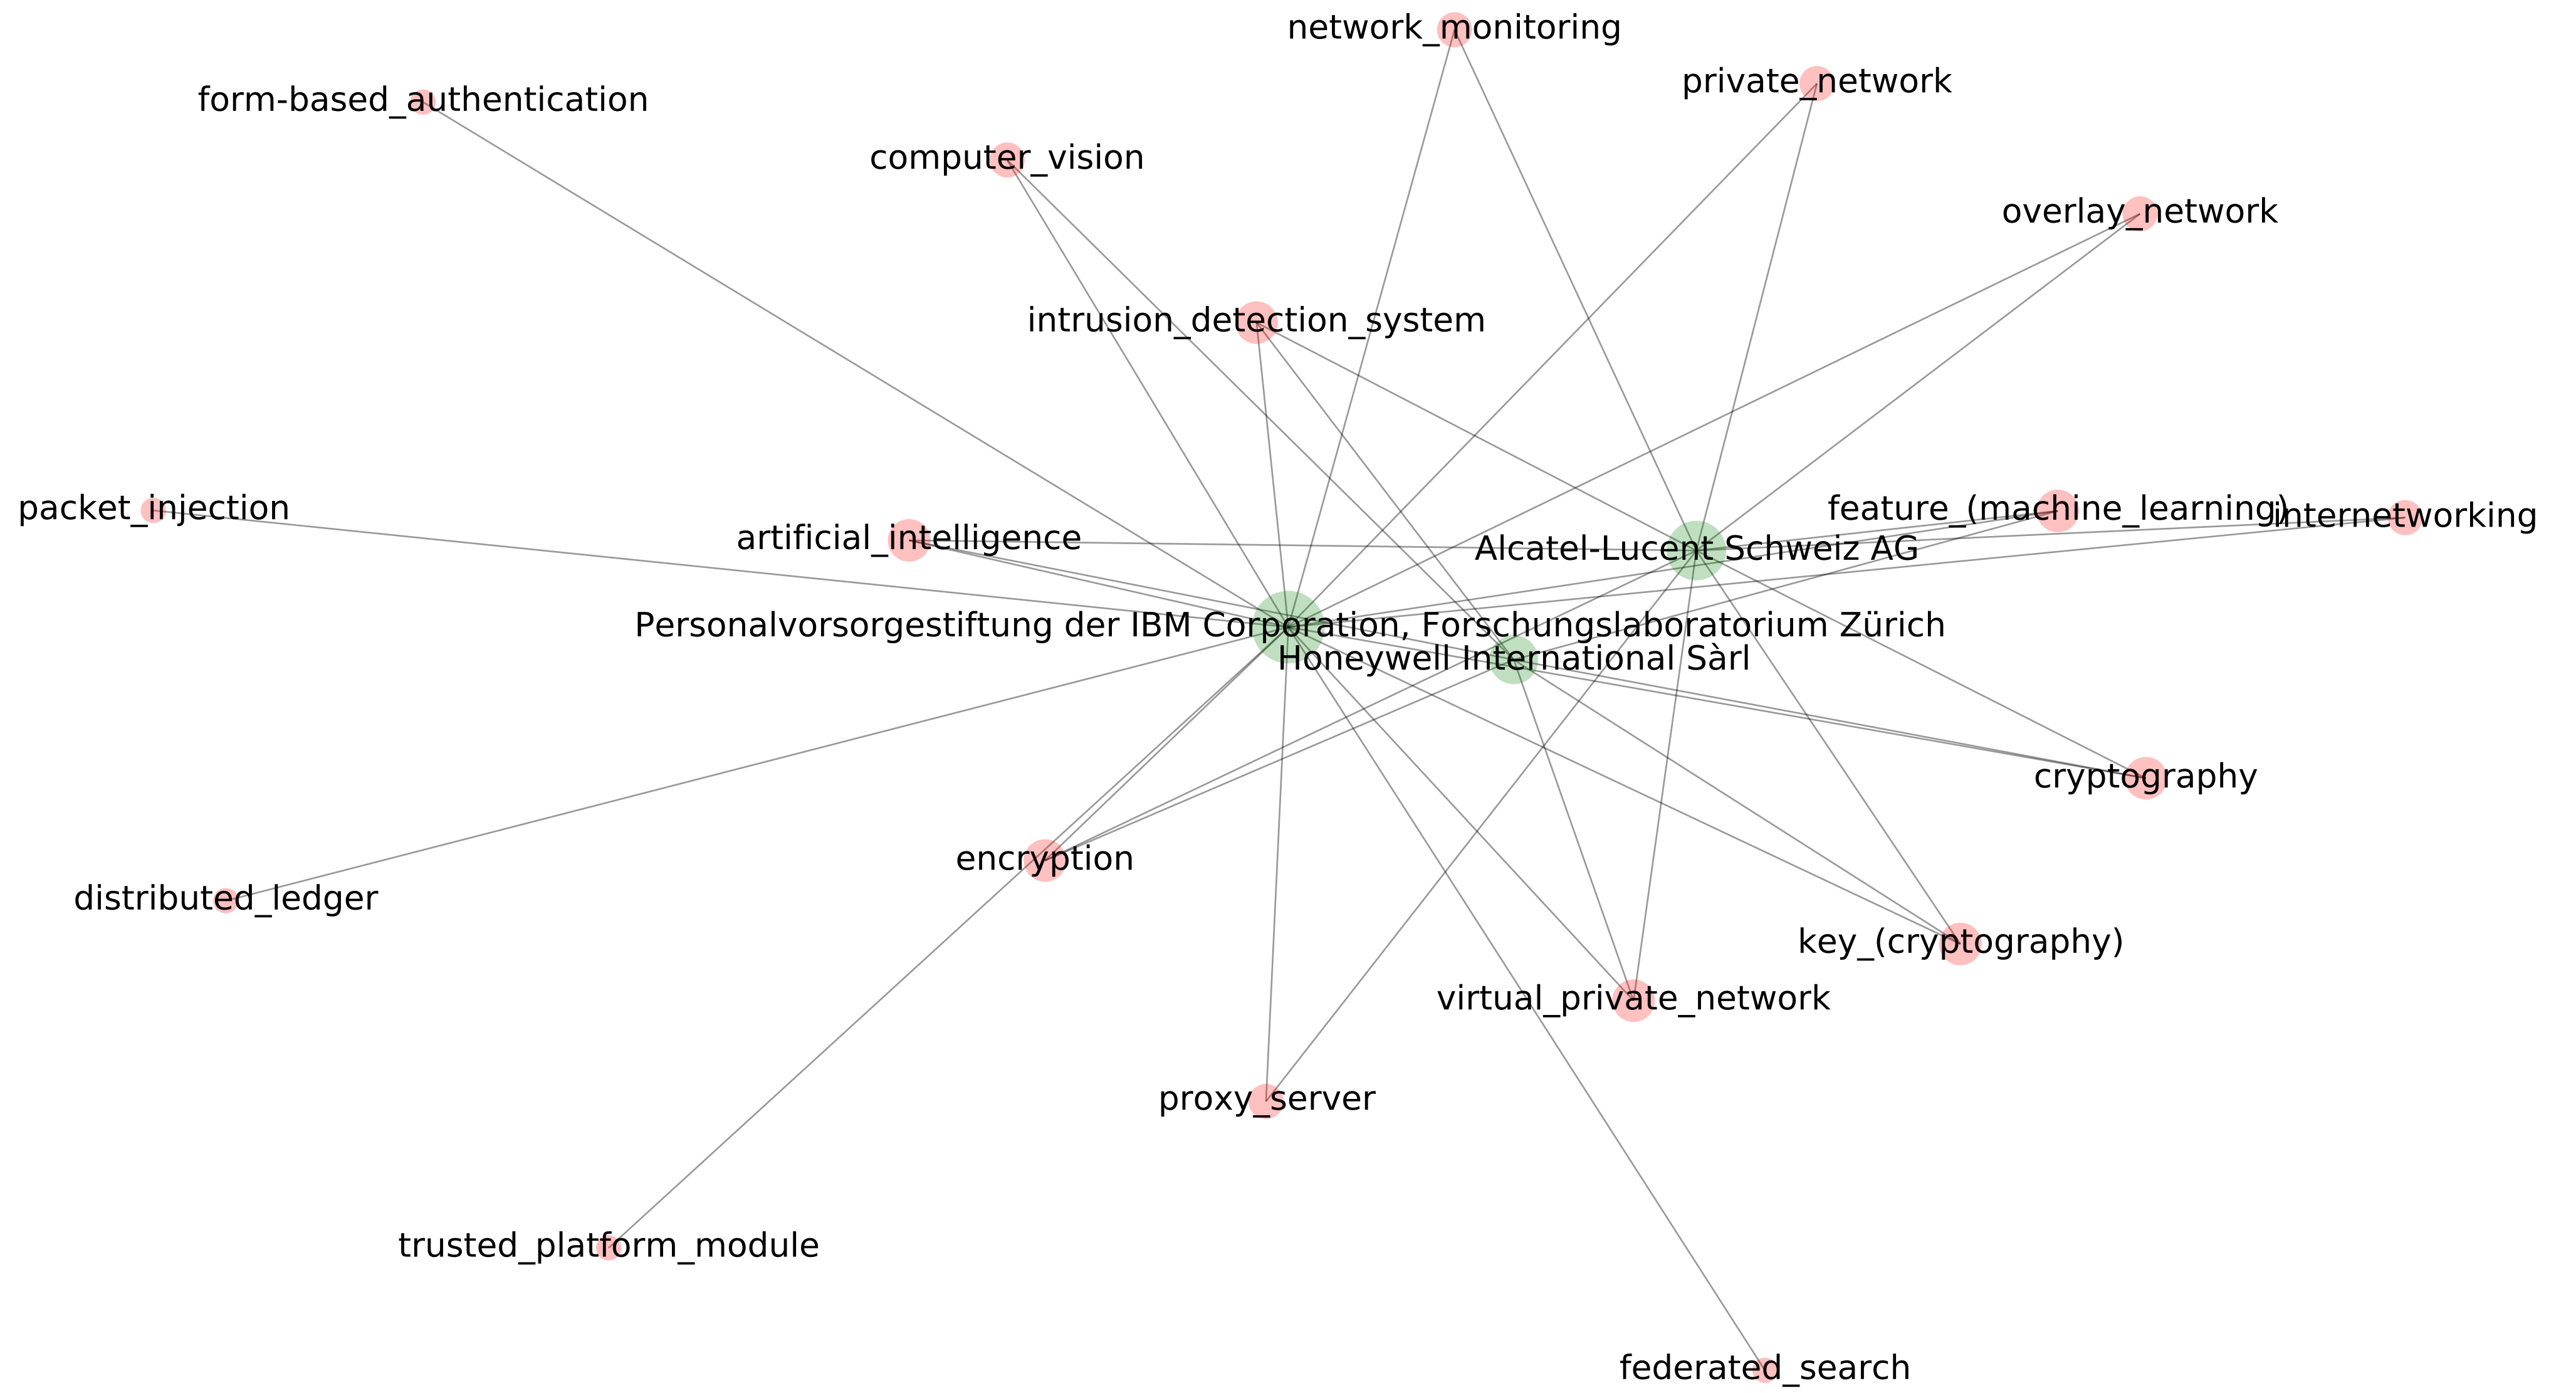 network_monitoring
private_network
form-based_authentication
computer_vision
overlay_network
intrusion_detection_system
packet_injection
feature_(machine_learning)
internetworking
artificial_intelligence
Alcatel-Lucent Schweiz AG
Personalvorsorgestiftung der IBM Corporation, Forschungslaboratorium Zürich
Honeywell International Sàrl
cryptography
encryption
distributed_ledger
key_(cryptography)
virtual_private_network
proxy_server
trusted_platform_module
federated_search